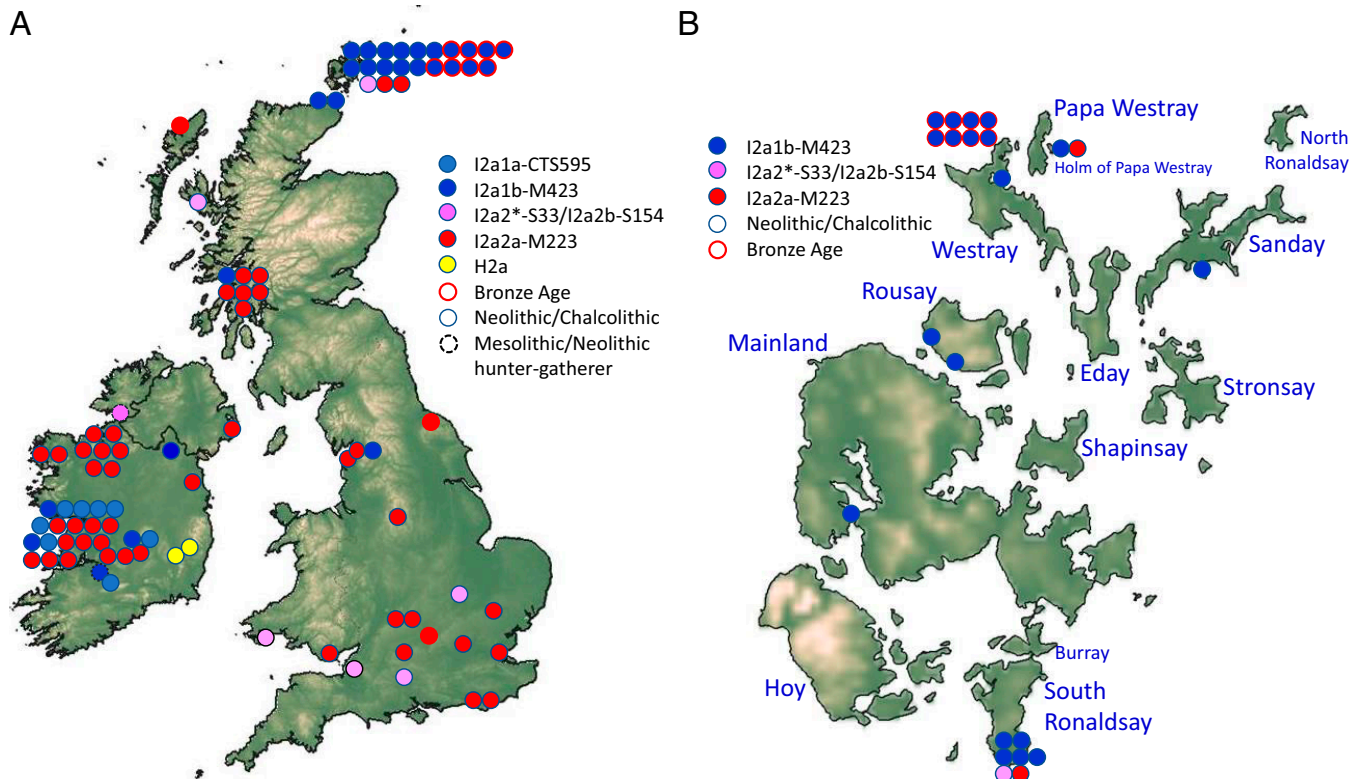 A
I2a1a-CTS595
I2a1b-M423
I2a2*-S33/I2a2b-S154
I2a2a-M223
H2a
Bronze Age
Neolithic/Chalcolithic
Mesolithic/Neolithic
hunter-gatherer
B
I2a1b-M423
I2a2*-S33/I2a2b-S154
I2a2a-M223
Neolithic/Chalcolithic
Bronze Age
Papa Westray
North
Ronaldsay
Holm of Papa Westray
Westray
Sanday
Rousay
Mainland
Eday
Stronsay
Shapinsay
Burray
Hoy
South
Ronaldsay